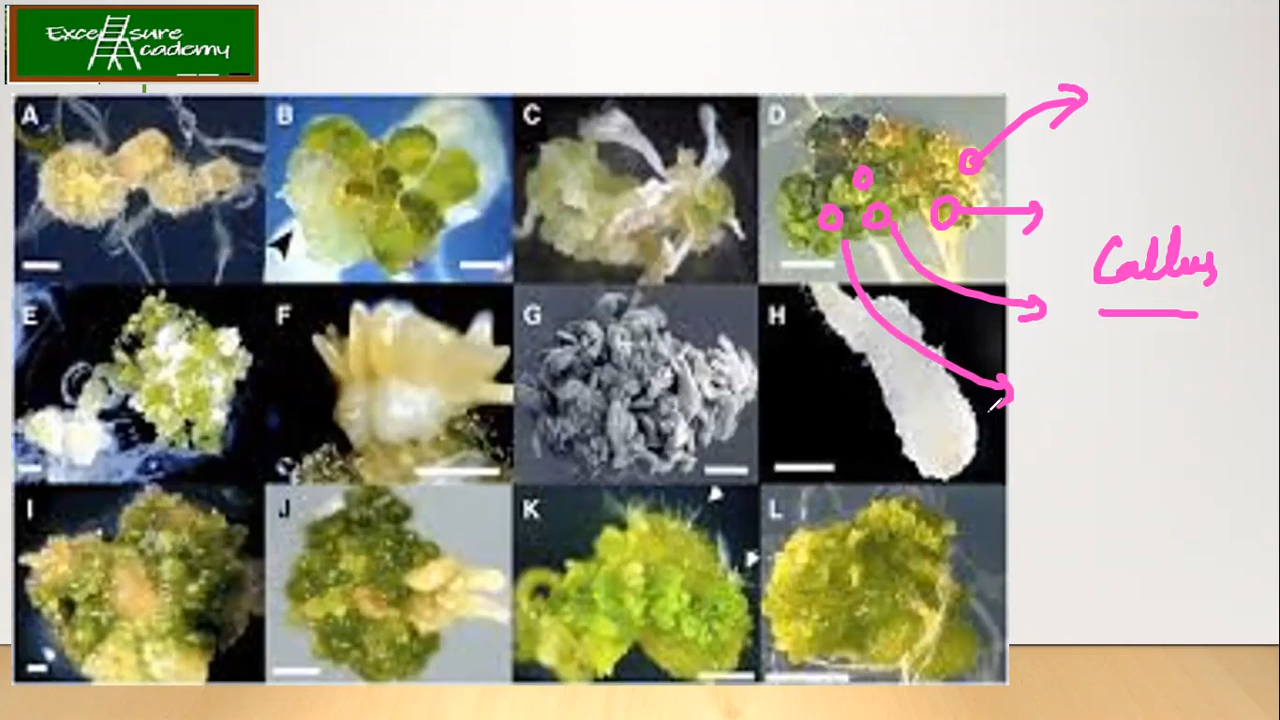 Excelsure
Academy
A B C D
Callus
E F G H
I J K L